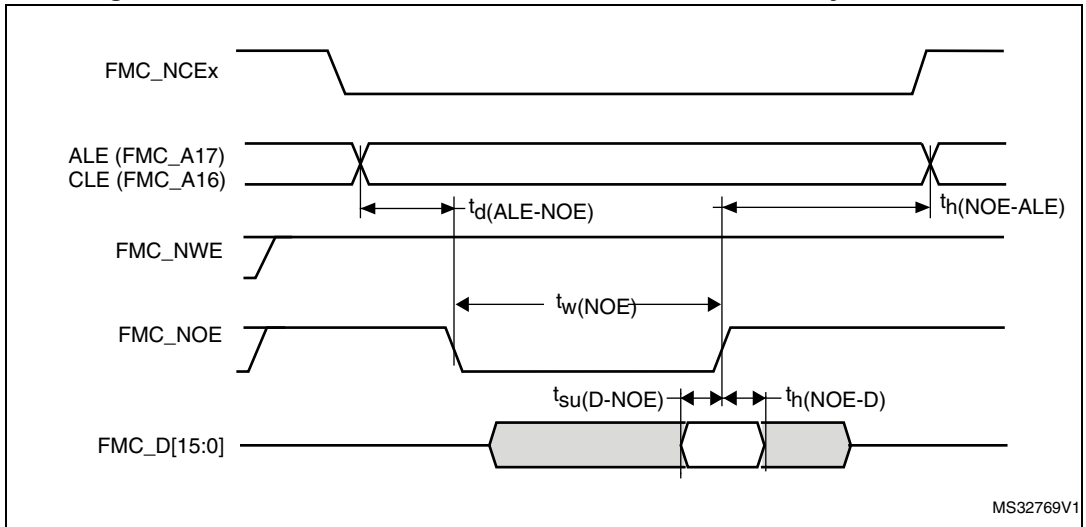 FMC_NCEx
ALE (FMC_A17)
CLE (FMC_A16)
td(ALE-NOE)
th(NOE-ALE)
FMC_NWE
tw(NOE)
FMC_NOE
tsu(D-NOE)
th(NOE-D)
FMC_D[15:0]
MS32769V1